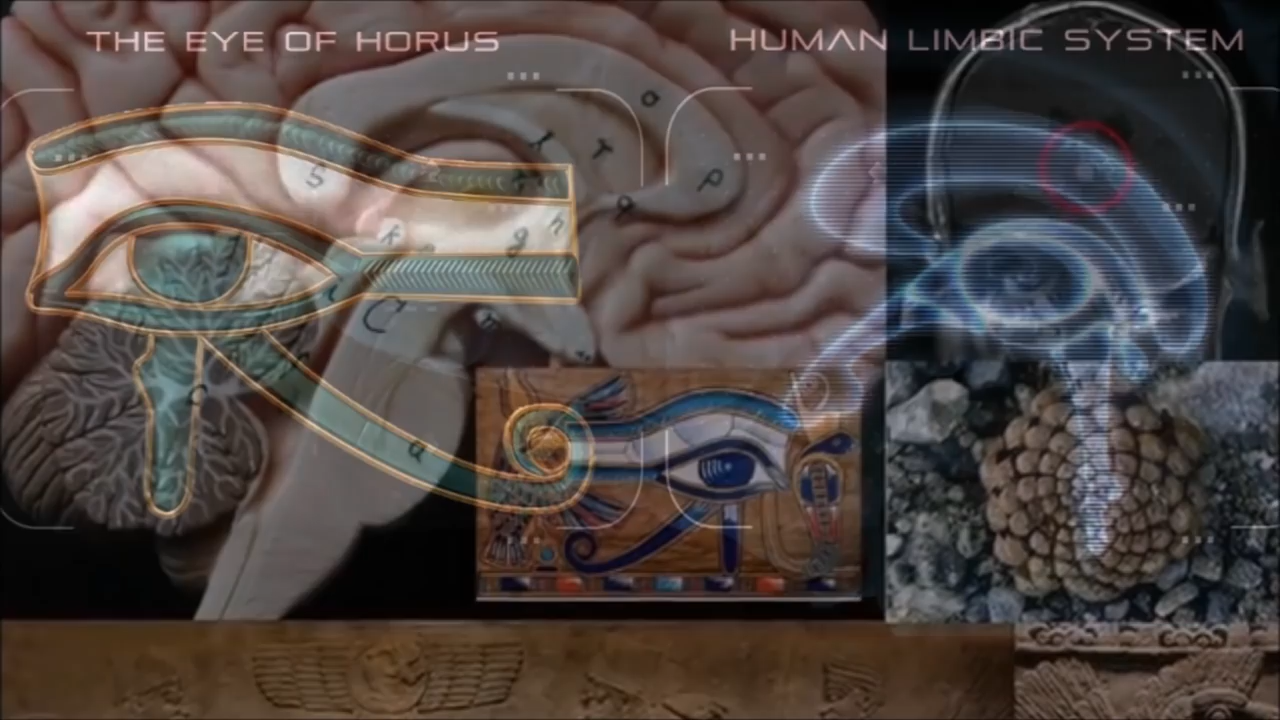 THE EYE OF HORUS
HUMAN LIMBIC SYSTEM
a
T
S
p
h
g
k
C
C
a